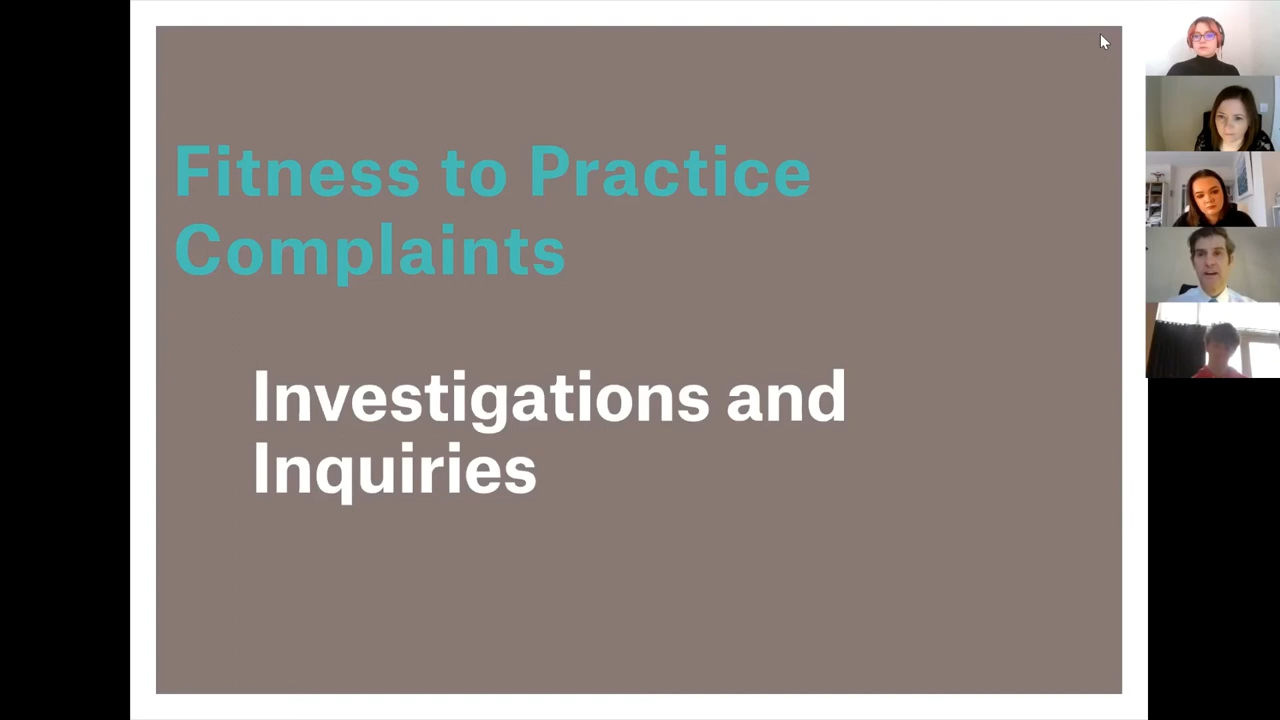 Fitness to Practice
Complaints
Investigations and
Inquiries